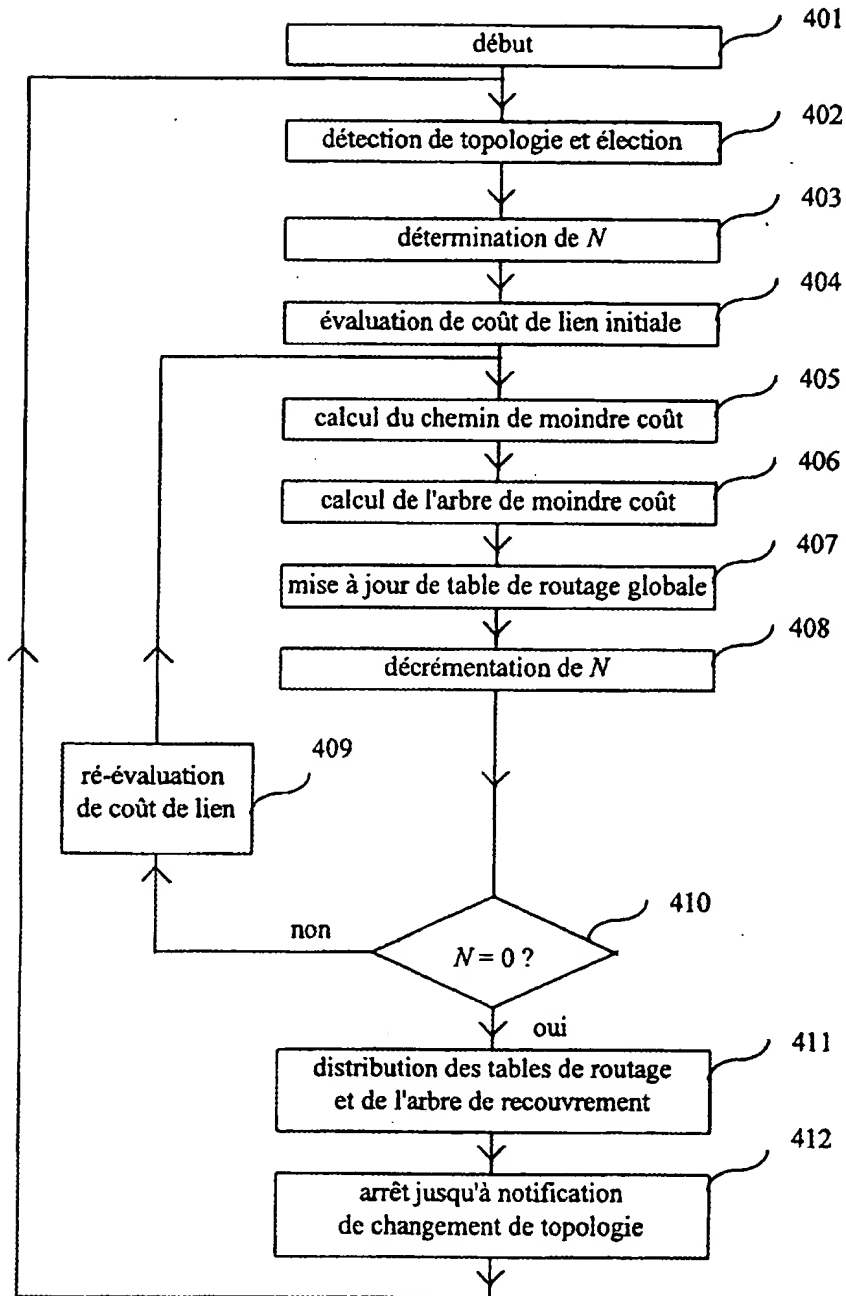 401
début
402
détection de topologie et élection
403
détermination de N
404
évaluation de coût de lien initiale
405
calcul du chemin de moindre coût
406
calcul de l'arbre de moindre coût
407
mise à jour de table de routage globale
408
décrémentation de N
409
ré-évaluation
de coût de lien
410
non
N = 0 ?
oui
411
distribution des tables de routage
et de l'arbre de recouvrement
412
arrêt jusqu'à notification
de changement de topologie